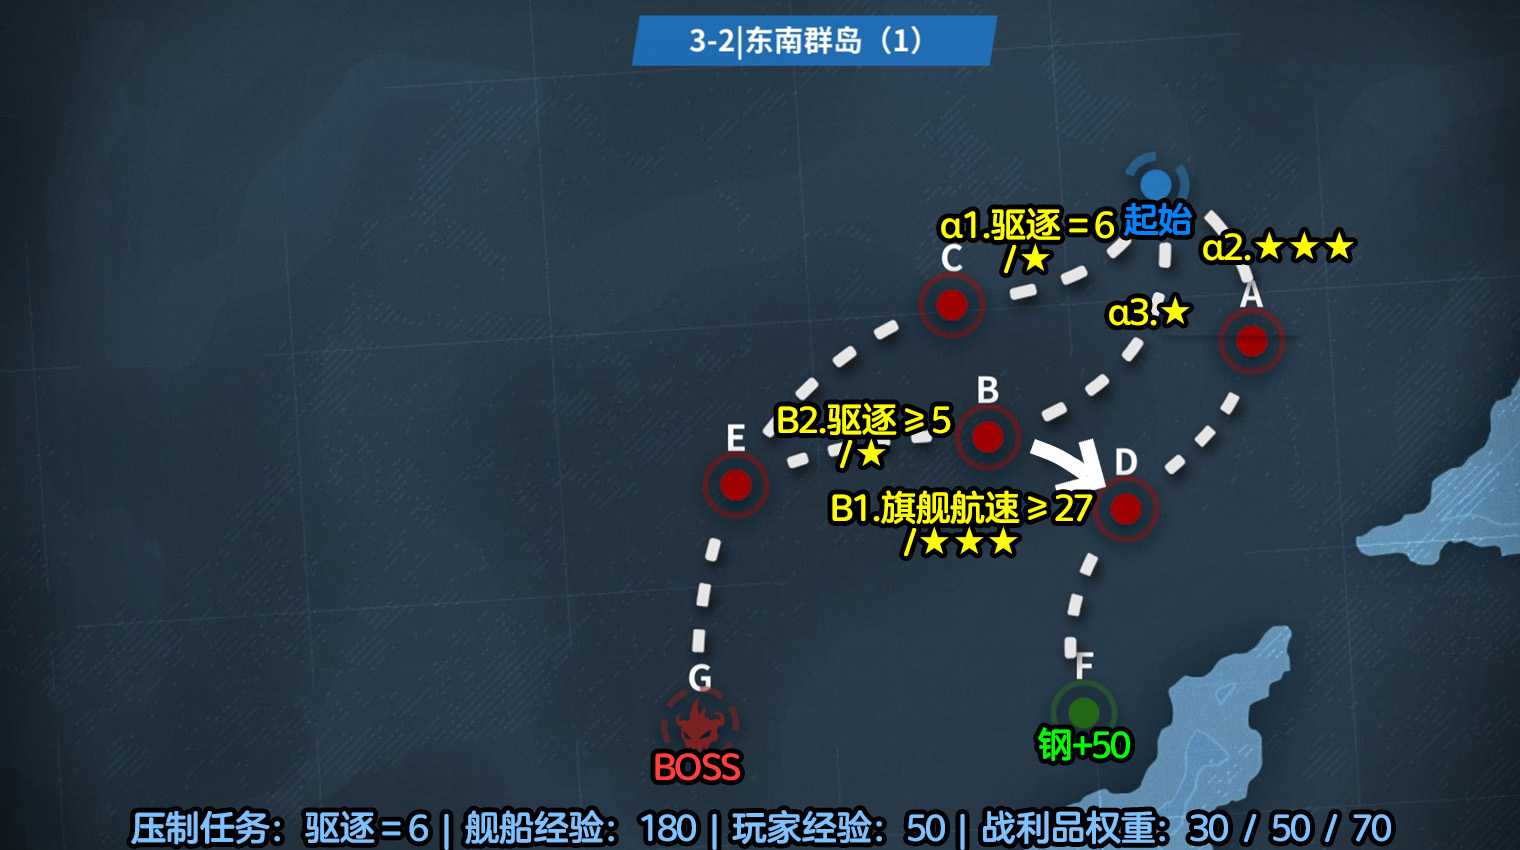 3-2|东南群岛（1）
起始
α1.驱逐=6
/★
α2.★★★
C
A
α3.★
B
B2.驱逐≥5
/★
E
D
B1.旗舰航速≥27
/★★★
F
G
钢+50
BOSS
压制任务：驱逐=6 | 舰船经验：180 | 玩家经验：50 | 战利品权重：30 / 50 / 70